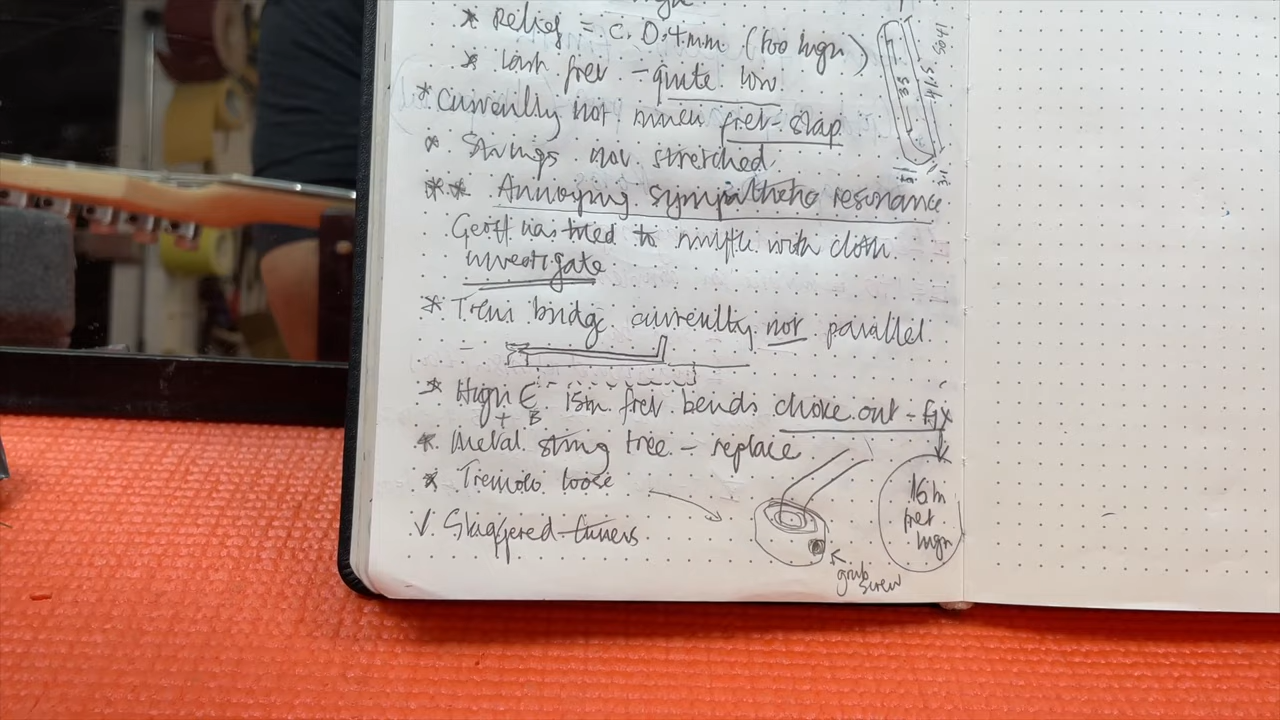 * Relief = c. 0.4mm (too high)
* Last fret - quite low
* Currently not much fret-slap
* Strings not stretched
** Annoying sympathetic resonance
Geoff has tried to muffle with cloth
investigate
* Trem bridge currently not parallel
* High E 15th fret bends choke out - fix
+ B
* Metal string tree - replace
* Tremolo loose
16th
fret
high
✓ Staggered tuners
grub
screw